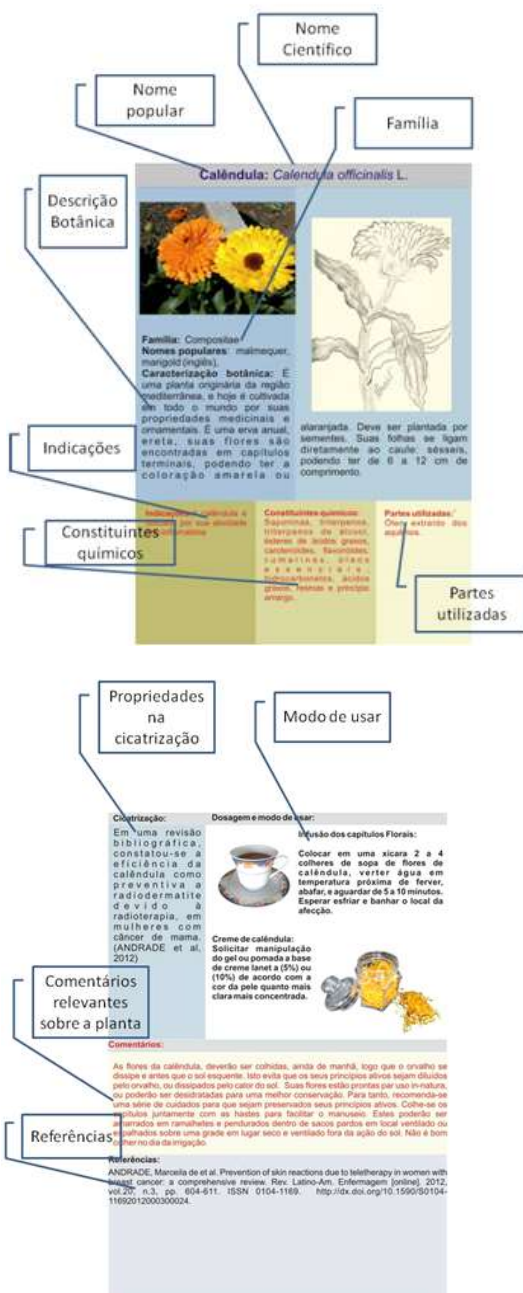 Nome
Científico
Nome
popular
Família
Calêndula: Calendula officinalis L.
Descrição
Botânica
Família: Compositae
Nomes populares: malmequer,
marigold (inglês),
Caracterização botânica: É
uma planta originária da região
mediterrânea, e hoje é cultivada
em todo o mundo por suas
propriedades medicinais e
ornamentais. É uma erva anual,
ereta, suas flores são
encontradas em capítulos
terminais, podendo ter a
coloração amarela ou
alaranjada. Deve ser plantada por
sementes. Suas folhas se ligam
diretamente ao caule: sésseis,
podendo ter de 6 a 12 cm de
comprimento.
Indicações
calêndula
por sua atividade
Constituintes
químicos
Constituintes químicos:
Saponinas, triterpenos,
triterpenos de álcool,
ésteres de ácidos graxos,
carotenóides, flavonóides,
cumarinas, óleos
essenciais,
hidrocarbonetos, ácidos
graxos, resinas e princípio
amargo.
Partes utilizadas:
Óleo extraído dos
Partes
utilizadas
Propriedades
na
cicatrização
Modo de usar
Cicatrização:
Em uma revisão
bibliográfica,
constatou-se a
eficiência da
calêndula como
preventiva a
radiodermatite
devido à
radioterapia, em
mulheres com
câncer de mama.
(ANDRADE et al,
2012)
Dosagem e modo de usar:
Infusão dos capítulos Florais:
Colocar em uma xícara 2 a 4
colheres de sopa de flores de
calêndula, verter água em
temperatura próxima de ferver,
abafar, e aguardar de 5 a 10 minutos.
Esperar esfriar e banhar o local da
afecção.
Creme de calêndula:
Solicitar manipulação
do gel ou pomada a base
de creme lanet a (5%) ou
(10%) de acordo com a
cor da pele quanto mais
clara mais concentrada.
Comentários
relevantes
sobre a planta
Comentários:
As flores da calêndula, deverão ser colhidas, ainda de manhã, logo que o orvalho se
dissipe e antes que o sol esquente. Isto evita que os seus princípios ativos sejam diluídos
pelo orvalho, ou dissipados pelo calor do sol. Suas flores estão prontas par uso in-natura,
ou poderão ser desidratadas para uma melhor conservação. Para tanto, recomenda-se
uma série de cuidados para que sejam preservados seus princípios ativos. Colhe-se os
capítulos juntamente com as hastes para facilitar o manuseio. Estes poderão ser
amarrados em ramalhetes e pendurados dentro de sacos pardos em local ventilado ou
espalhados sobre uma grade em lugar seco e ventilado fora da ação do sol. Não é bom
colher no dia da irrigação.
Referências
Referências:
ANDRADE, Marceila de et al. Prevention of skin reactions due to teletherapy in women with
breast cancer: a comprehensive review. Rev. Latino-Am. Enfermagem [online]. 2012,
vol.20, n.3, pp. 604-611. ISSN 0104-1169. http://dx.doi.org/10.1590/S0104-
11692012000300024.